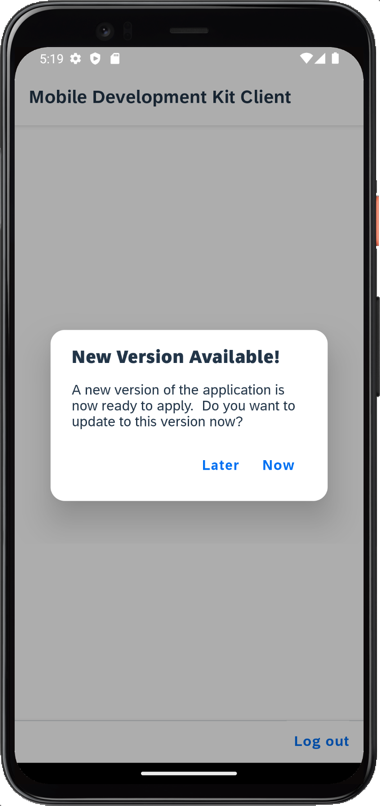 5:19
Mobile Development Kit Client
New Version Available!
A new version of the application is
now ready to apply.  Do you want to
update to this version now?
Later Now
Log out